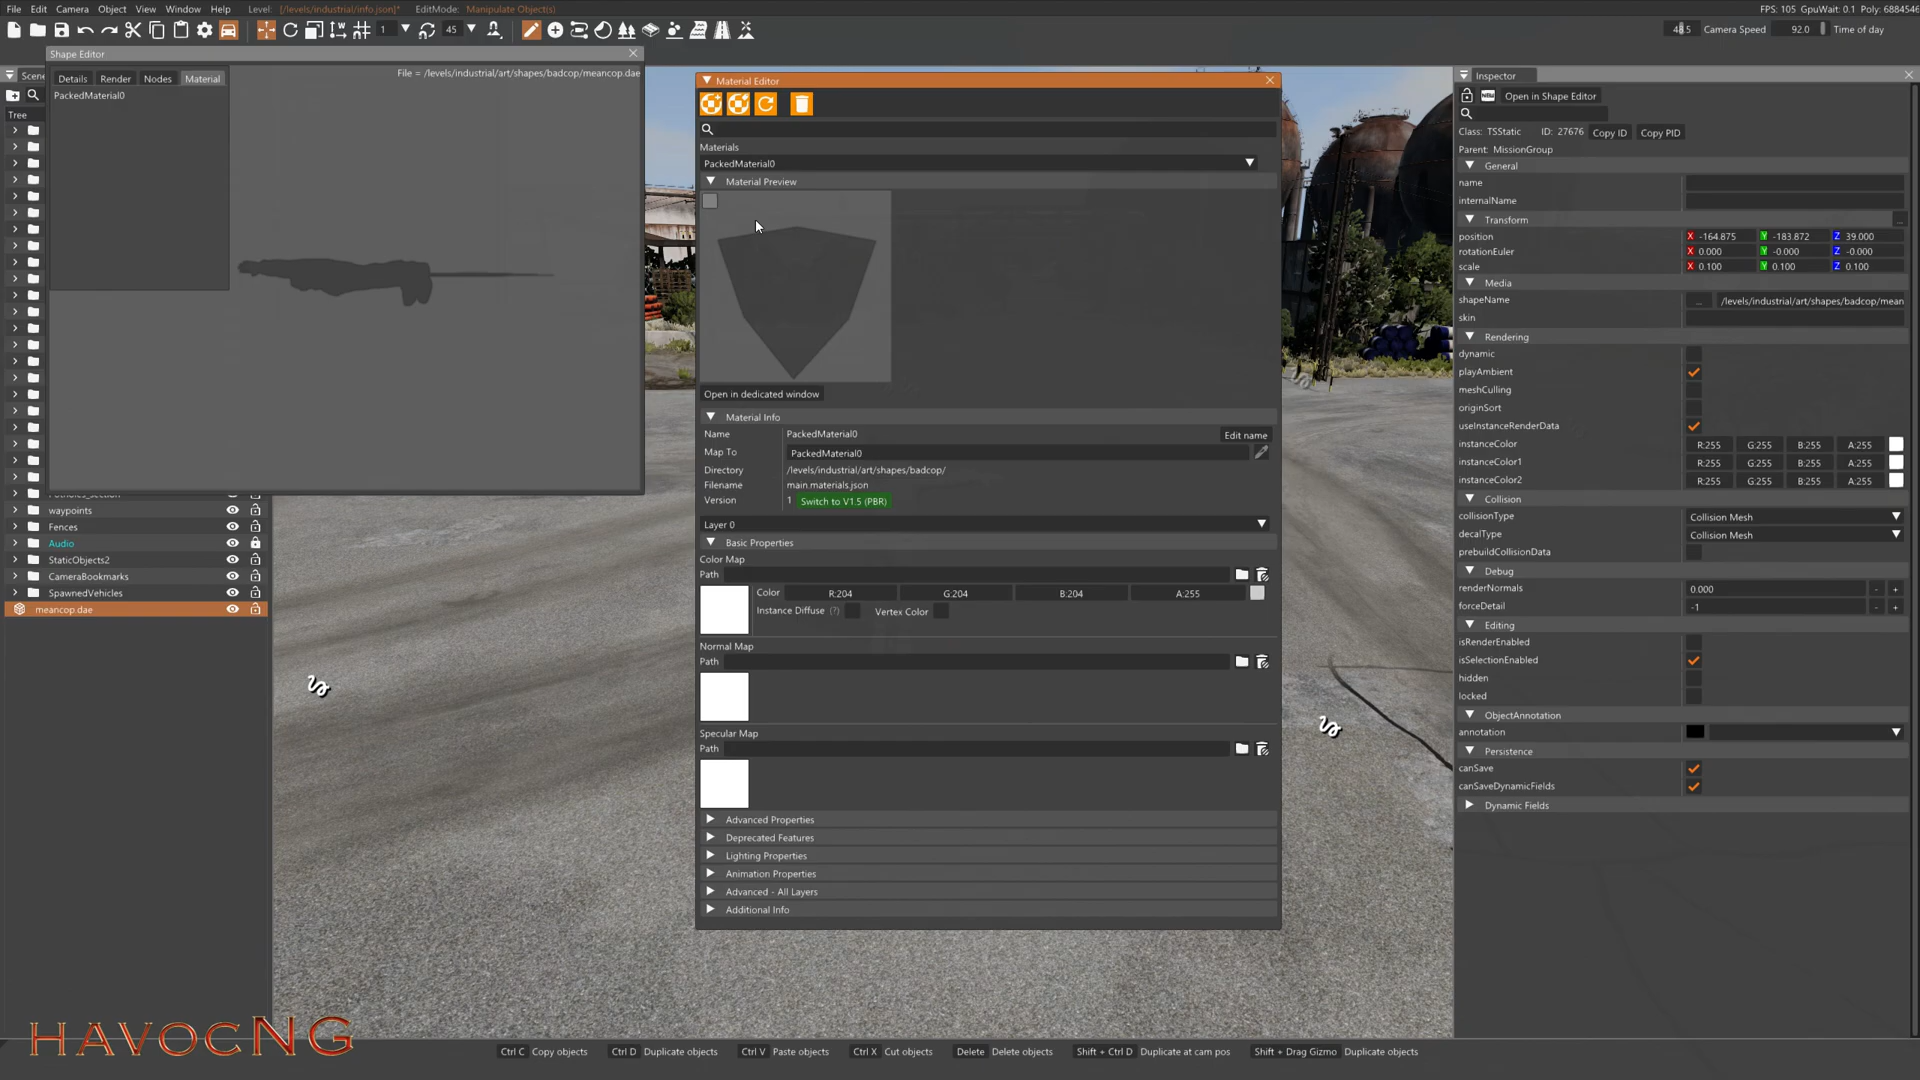 File Edit Camera Object View Window Help Level: [/levels/industrial/info.json]* EditMode: Manipulate Object(s)
FPS: 105 GpuWait: 0.1 Poly: 6884546
1 45
48.5 Camera Speed 92.0 Time of day
Shape Editor
Details Render Nodes Material
File = /levels/industrial/art/shapes/badcop/meancop.dae
PackedMaterial0
Scene
Tree
waypoints
Fences
Audio
StaticObjects2
CameraBookmarks
SpawnedVehicles
meancop.dae
Material Editor
Materials
PackedMaterial0
Material Preview
Open in dedicated window
Material Info
Name PackedMaterial0 Edit name
Map To PackedMaterial0
Directory /levels/industrial/art/shapes/badcop/
Filename main.materials.json
Version 1 Switch to V1.5 (PBR)
Layer 0
Basic Properties
Color Map
Path
Color R:204 G:204 B:204 A:255
Instance Diffuse (?) Vertex Color
Normal Map
Path
Specular Map
Path
Advanced Properties
Deprecated Features
Lighting Properties
Animation Properties
Advanced - All Layers
Additional Info
Inspector
NEW Open in Shape Editor
Class: TSStatic ID: 27676 Copy ID Copy PID
Parent: MissionGroup
General
name
internalName
Transform ...
position X -164.875 Y -183.872 Z 39.000
rotationEuler X 0.000 Y -0.000 Z -0.000
scale X 0.100 Y 0.100 Z 0.100
Media
shapeName ... /levels/industrial/art/shapes/badcop/mean
skin
Rendering
dynamic
playAmbient
meshCulling
originSort
useInstanceRenderData
instanceColor R:255 G:255 B:255 A:255
instanceColor1 R:255 G:255 B:255 A:255
instanceColor2 R:255 G:255 B:255 A:255
Collision
collisionType Collision Mesh
decalType Collision Mesh
prebuildCollisionData
Debug
renderNormals 0.000 - +
forceDetail -1 - +
Editing
isRenderEnabled
isSelectionEnabled
hidden
locked
ObjectAnnotation
annotation
Persistence
canSave
canSaveDynamicFields
Dynamic Fields
HAVOCNG
Ctrl C Copy objects Ctrl D Duplicate objects Ctrl V Paste objects Ctrl X Cut objects Delete Delete objects Shift + Ctrl D Duplicate at cam pos Shift + Drag Gizmo Duplicate objects